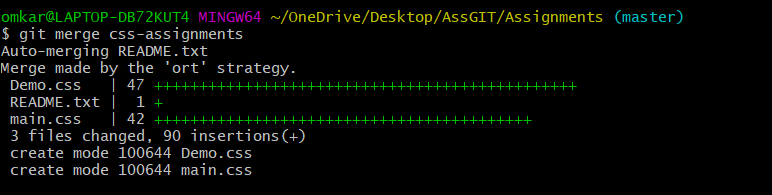 omkar@LAPTOP-DB72KUT4 MINGW64 ~/OneDrive/Desktop/AssGIT/Assignments (master)
$ git merge css-assignments
Auto-merging README.txt
Merge made by the 'ort' strategy.
 Demo.css   | 47 +++++++++++++++++++++++++++++++++++++++++++++++
 README.txt |  1 +
 main.css   | 42 ++++++++++++++++++++++++++++++++++++++++++
 3 files changed, 90 insertions(+)
 create mode 100644 Demo.css
 create mode 100644 main.css